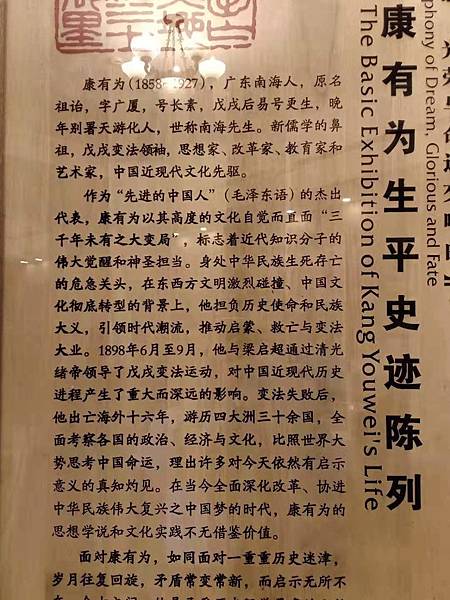 康有为(1858-1927)，广东南海人，原名
祖诒，字广厦，号长素，戊戌后易号更生，晚
年别署天游化人，世称南海先生。新儒学的鼻
祖，戊戌变法领袖，思想家、改革家、教育家和
艺术家，中国近现代文化先驱。
作为“先进的中国人”（毛泽东语）的杰出
代表，康有为以其高度的文化自觉而直面“三
千年未有之大变局”，标志着近代知识分子的
伟大觉醒和神圣担当。身处中华民族生死存亡
的危急关头，在东西方文明激烈碰撞、中国文
化彻底转型的背景上，他担负历史使命和民族
大义，引领时代潮流，推动启蒙、救亡与变法
大业。1898年6月至9月，他与梁启超通过清光
绪帝领导了戊戌变法运动，对中国近现代历史
进程产生了重大而深远的影响。变法失败后，
他出亡海外十六年，游历四大洲三十余国，全
面考察各国的政治、经济与文化，比照世界大
势思考中国命运，理出许多对今天依然有启示
意义的真知灼见。在当今全面深化改革、协进
中华民族伟大复兴之中国梦的时代，康有为的
思想学说和文化实践不无借鉴价值。
面对康有为，如同面对一重重历史迷津，
岁月往复回旋，矛盾常变常新，而启示无所不
康有为生平史迹陈列
The Basic Exhibition of Kang Youwei's Life
phony of Dream, Glorious and Fate